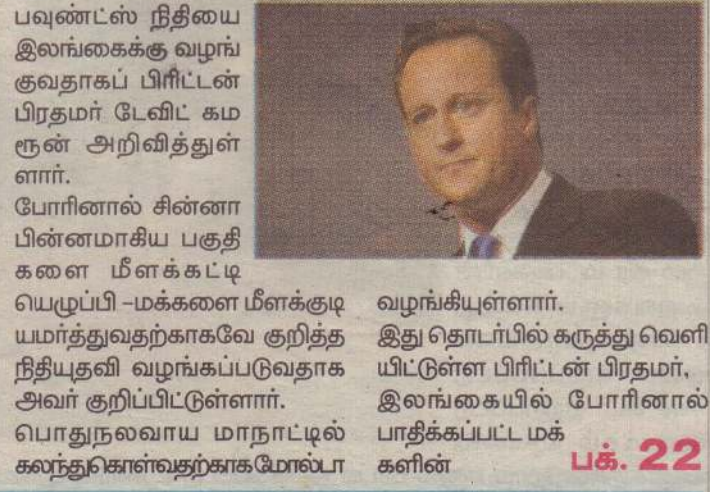 பவுண்ட்ஸ் நிதியை
இலங்கைக்கு வழங்
குவதாகப் பிரிட்டன்
பிரதமர் டேவிட் கம
ரூன் அறிவித்துள்
ளார்.
போரினால் சின்னா
பின்னமாகிய பகுதி
களை மீளக்கட்டி
யெழுப்பி –மக்களை மீளக்குடி
யமர்த்துவதற்காகவே குறித்த
நிதியுதவி வழங்கப்படுவதாக
அவர் குறிப்பிட்டுள்ளார்.
பொதுநலவாய மாநாட்டில்
கலந்துகொள்வதற்காக மோல்டா
வழங்கியுள்ளார்.
இது தொடர்பில் கருத்து வெளி
யிட்டுள்ள பிரிட்டன் பிரதமர்,
இலங்கையில் போரினால்
பாதிக்கப்பட்ட மக்
களின்
பக். 22